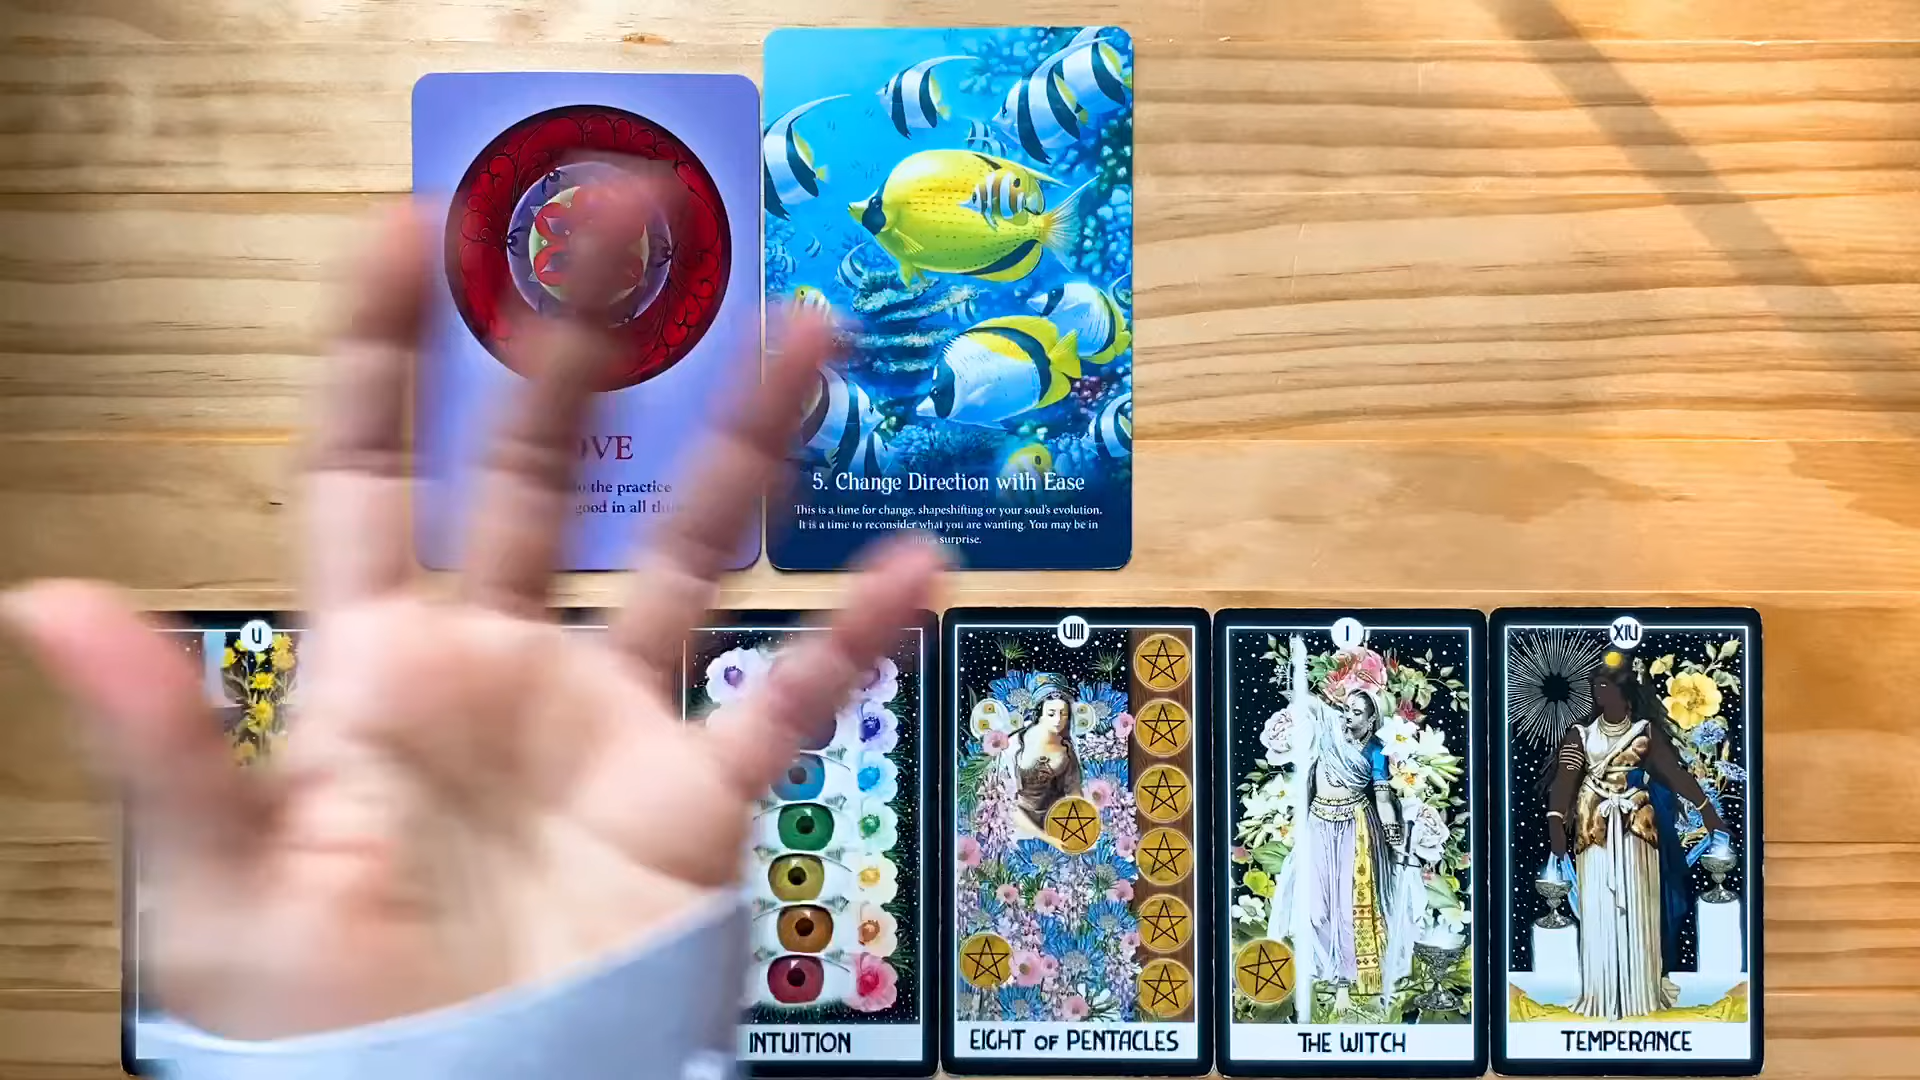 the practice
good in all
5. Change Direction with Ease
This is a time for change, shapeshifting or your soul's evolution.
It is a time to reconsider what you are wanting. You may be in
surprise.
V
VIII
I
XIV
INTUITION
EIGHT OF PENTACLES
THE WITCH
TEMPERANCE